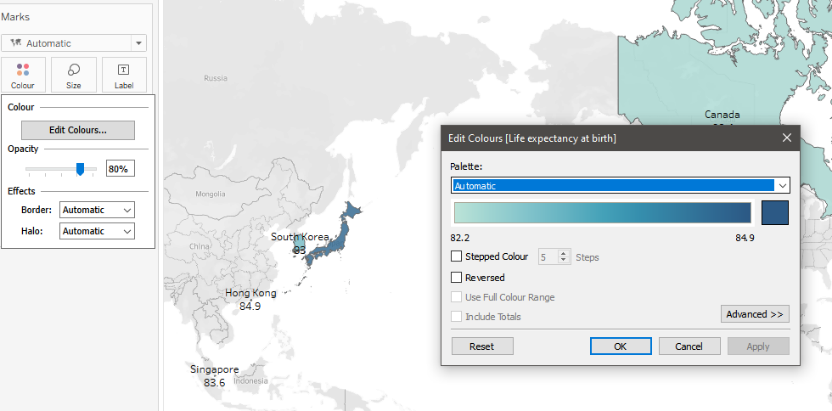 Marks
Automatic
Colour Size Label
Colour
Edit Colours...
Opacity
80%
Effects
Border: Automatic
Halo: Automatic
Russia
Mongolia
China
South Korea
83
Hong Kong
84.9
Singapore
83.6
Indonesia
Canada
Edit Colours [Life expectancy at birth]
Palette:
Automatic
82.2 84.9
Stepped Colour 5 Steps
Reversed
Use Full Colour Range
Include Totals
Advanced >>
Reset OK Cancel Apply